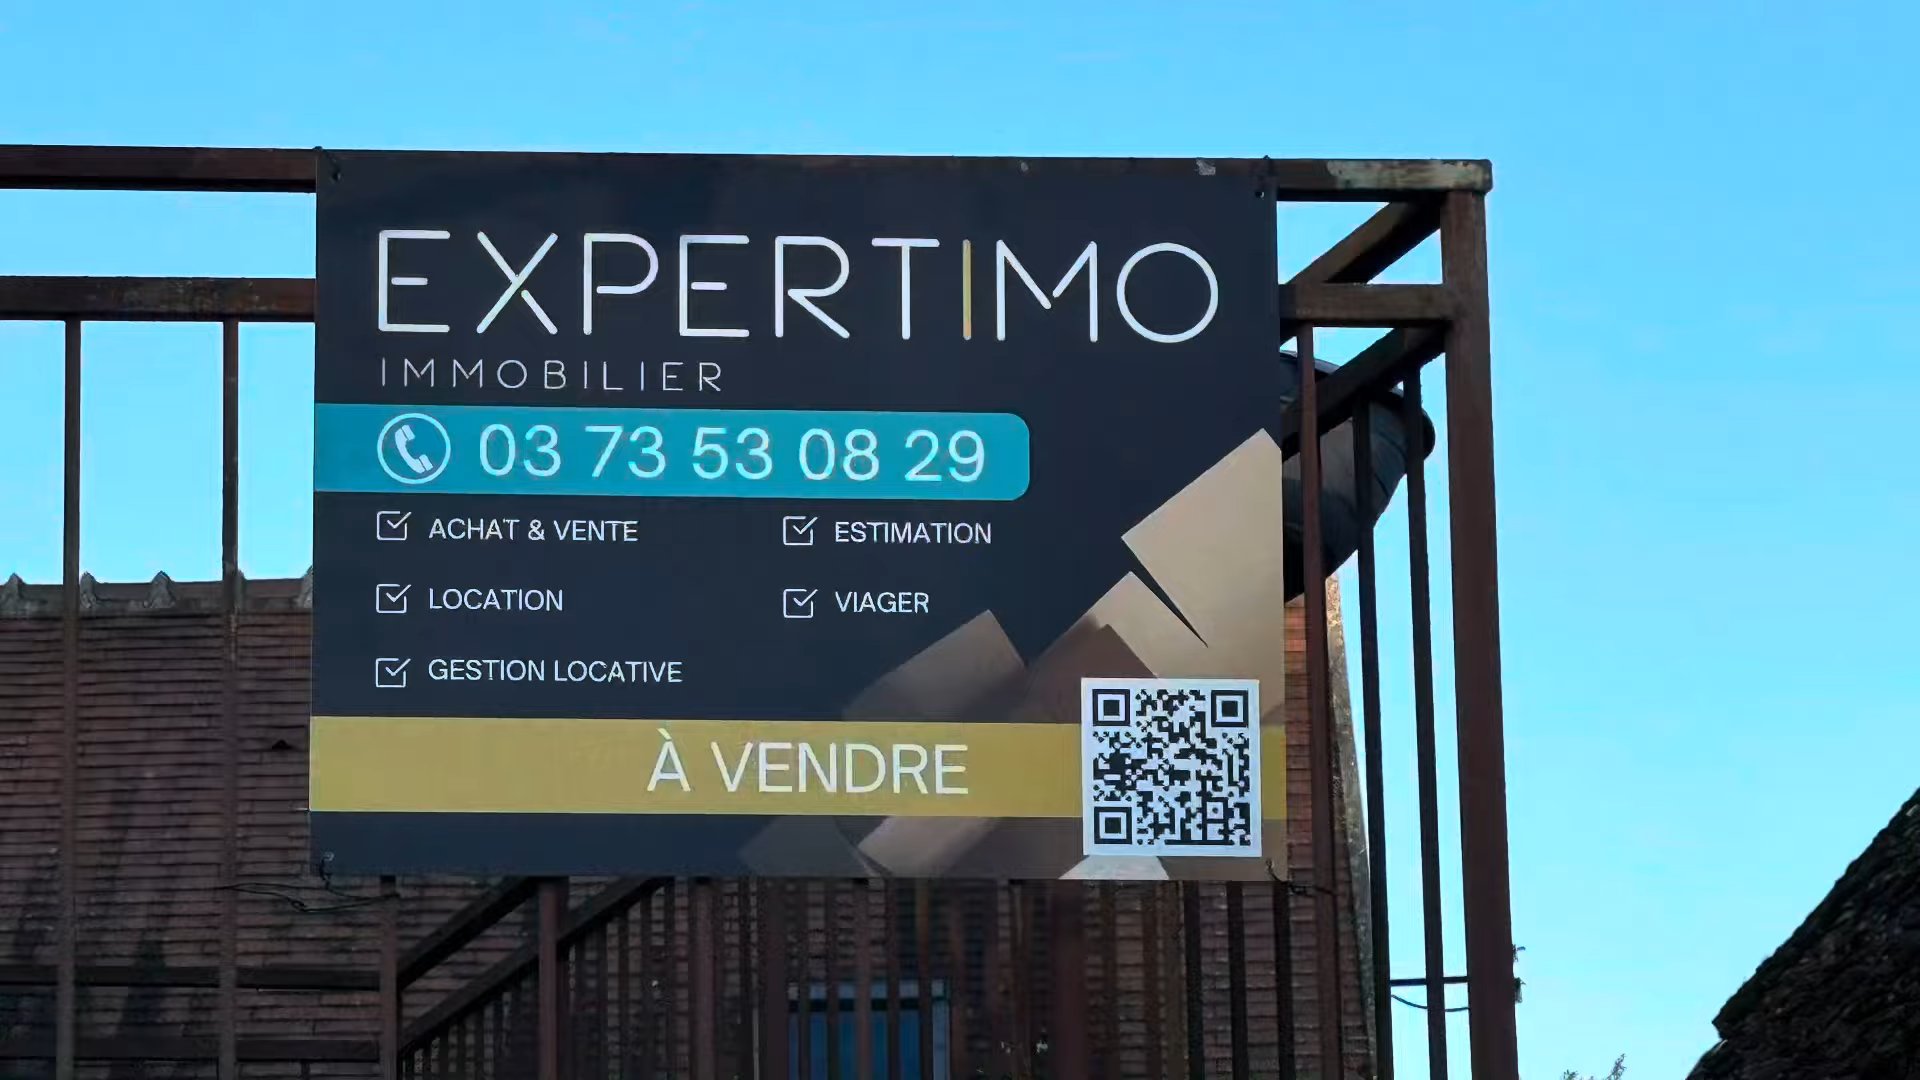 EXPERTIMO
IMMOBILIER
03 73 53 08 29
ACHAT & VENTE
ESTIMATION
LOCATION
VIAGER
GESTION LOCATIVE
À VENDRE